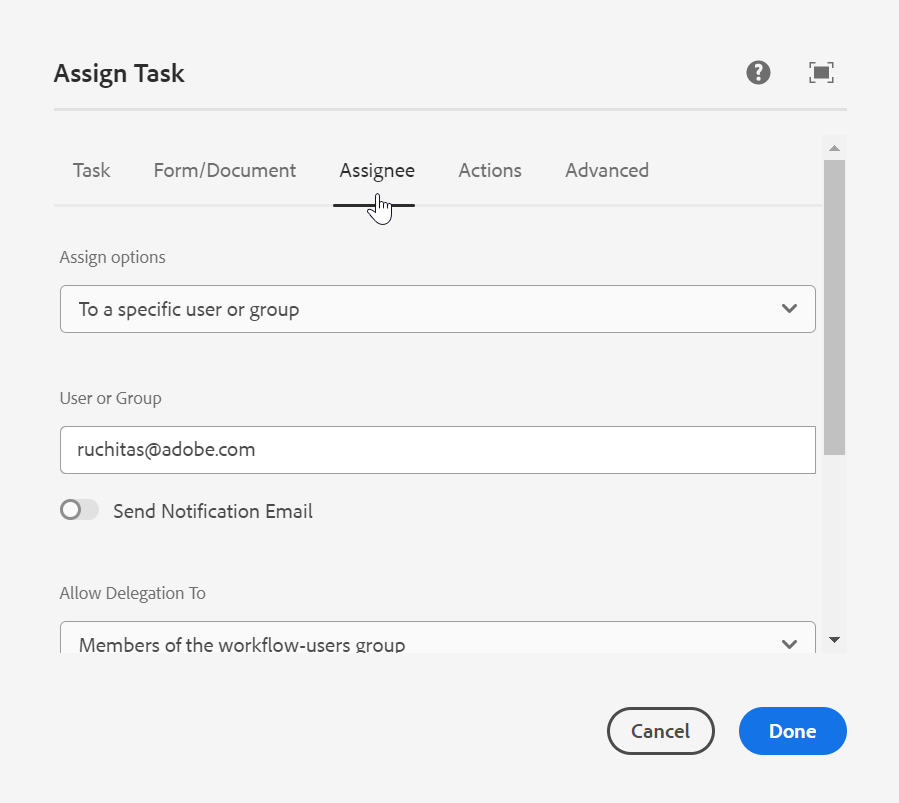 Assign Task
Task Form/Document Assignee Actions Advanced
Assign options
To a specific user or group
User or Group
ruchitas@adobe.com
Send Notification Email
Allow Delegation To
Members of the workflow-users group
Cancel Done